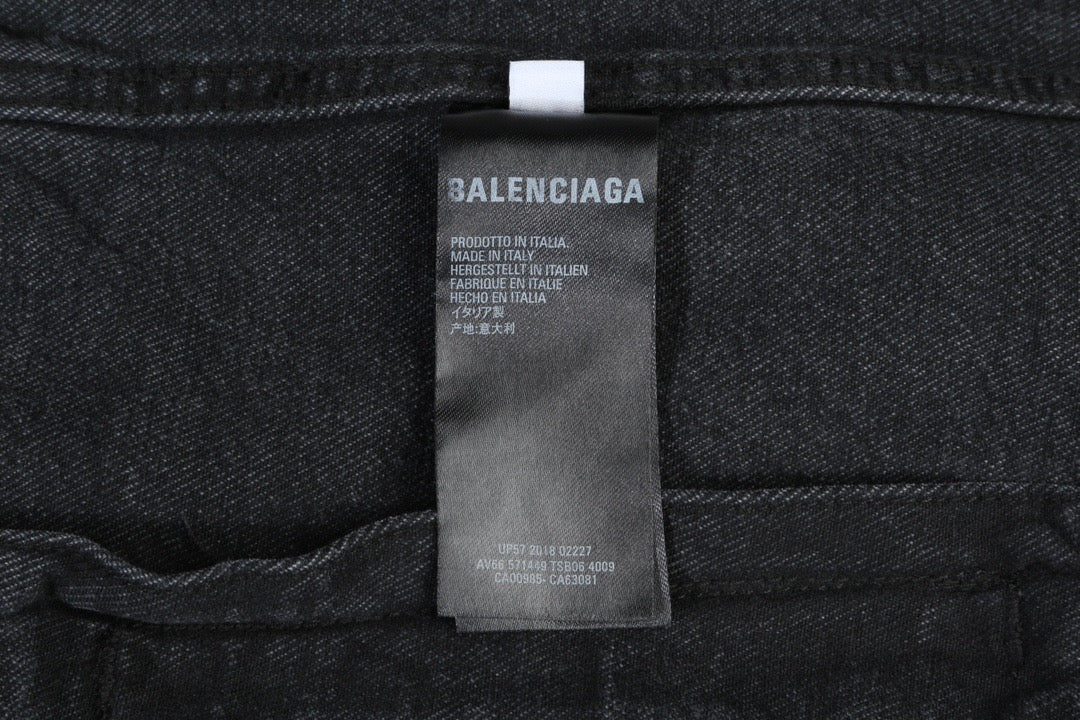 BALENCIAGA
PRODOTTO IN ITALIA.
MADE IN ITALY
HERGESTELLT IN ITALIEN
FABRIQUE EN ITALIE
HECHO EN ITALIA
イタリア製
产地:意大利
UP57 2018 02227
AV66 571449 TSB06 4009
CA00965- CA63081